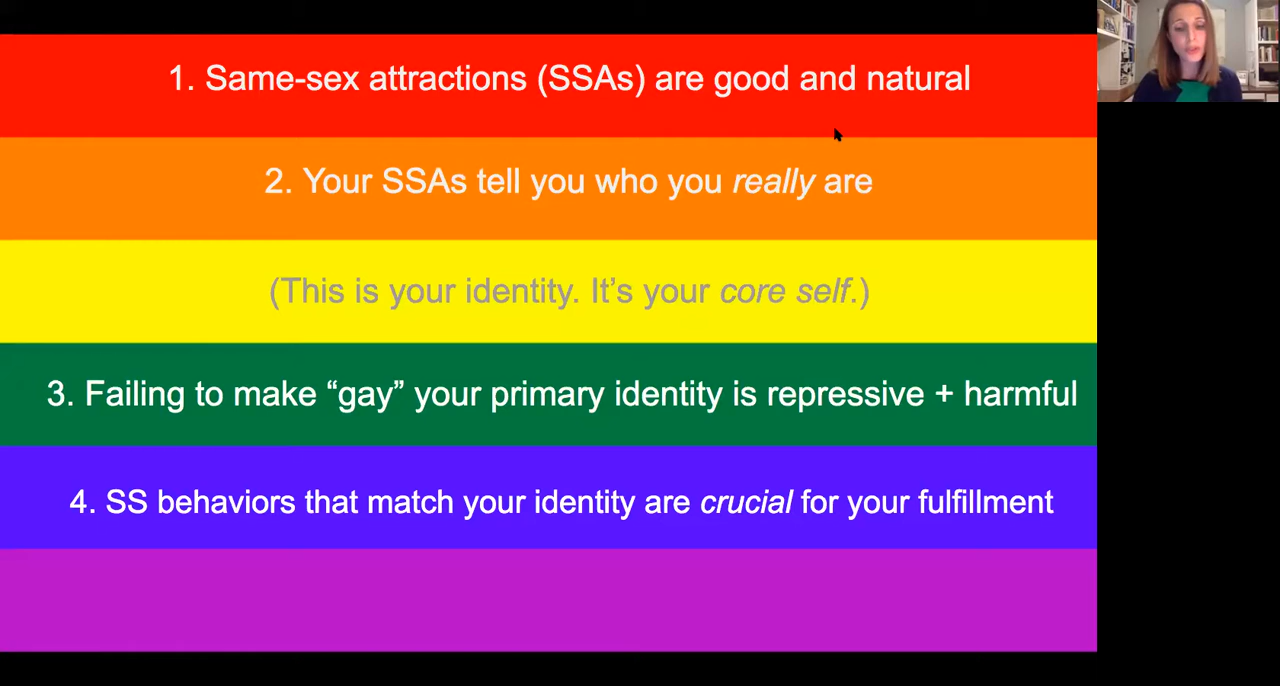 1. Same-sex attractions (SSAs) are good and natural
2. Your SSAs tell you who you really are
(This is your identity. It’s your core self.)
3. Failing to make “gay” your primary identity is repressive + harmful
4. SS behaviors that match your identity are crucial for your fulfillment